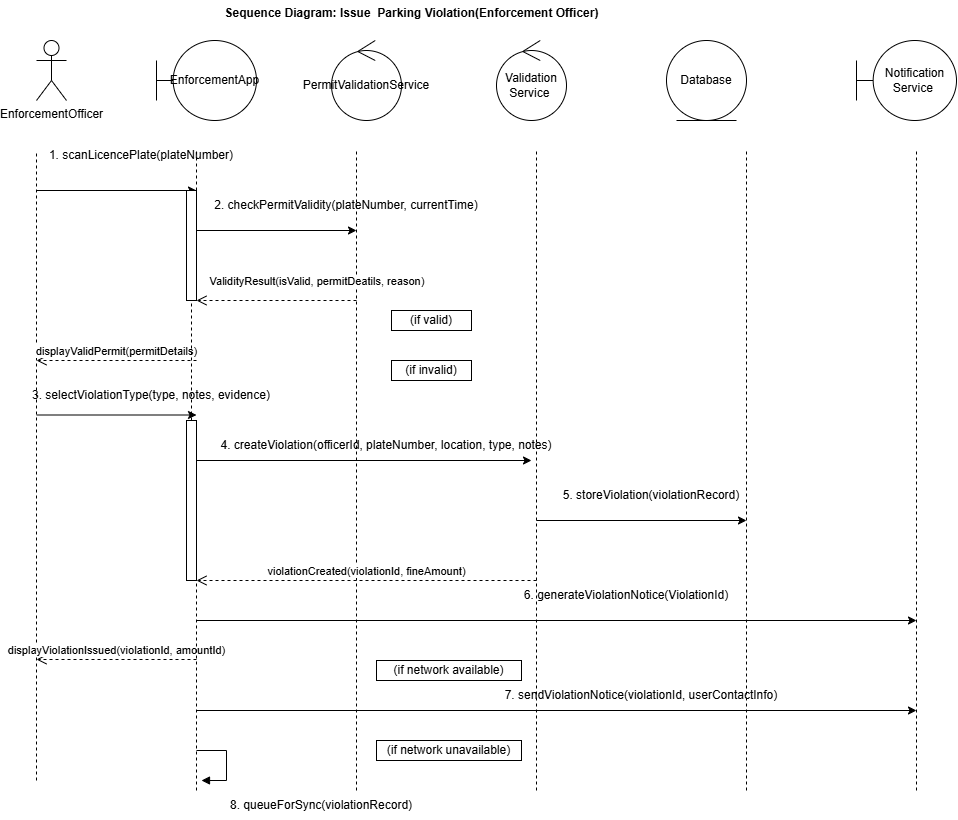 Sequence Diagram: Issue Parking Violation(Enforcement Officer)
EnforcementOfficer
EnforcementApp
PermitValidationService
Validation
Service
Database
Notification
Service
1. scanLicencePlate(plateNumber)
2. checkPermitValidity(plateNumber, currentTime)
ValidityResult(isValid, permitDeatils, reason)
(if valid)
displayValidPermit(permitDetails)
(if invalid)
3. selectViolationType(type, notes, evidence)
4. createViolation(officerId, plateNumber, location, type, notes)
5. storeViolation(violationRecord)
violationCreated(violationId, fineAmount)
6. generateViolationNotice(ViolationId)
displayViolationIssued(violationId, amountId)
(if network available)
7. sendViolationNotice(violationId, userContactInfo)
(if network unavailable)
8. queueForSync(violationRecord)